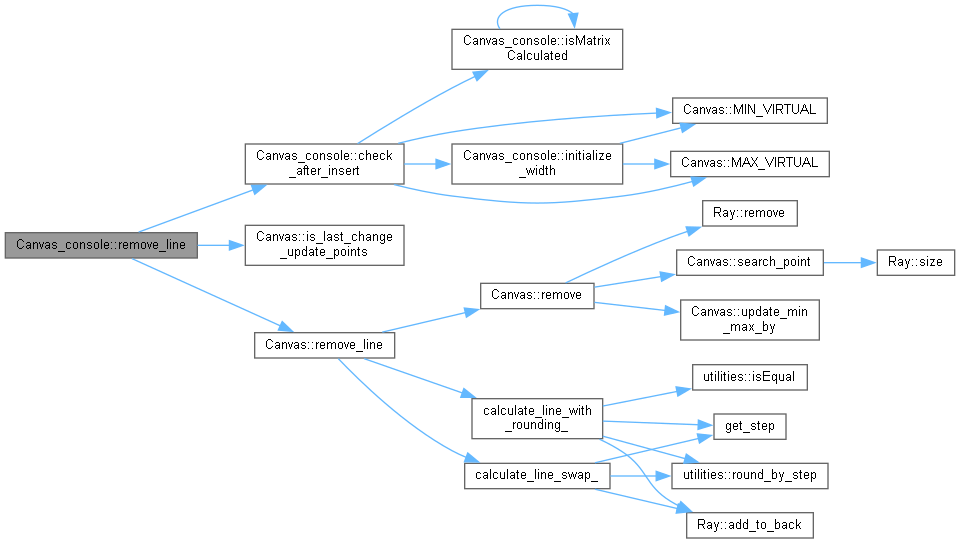 Canvas_console::isMatrix
Calculated
Canvas::MIN_VIRTUAL
Canvas_console::check
_after_insert
Canvas_console::initialize
_width
Canvas::MAX_VIRTUAL
Ray::remove
Canvas_console::remove_line
Canvas::is_last_change
_update_points
Canvas::search_point
Ray::size
Canvas::remove
Canvas::update_min
_max_by
Canvas::remove_line
utilities::isEqual
calculate_line_with
_rounding_
get_step
calculate_line_swap_
utilities::round_by_step
Ray::add_to_back